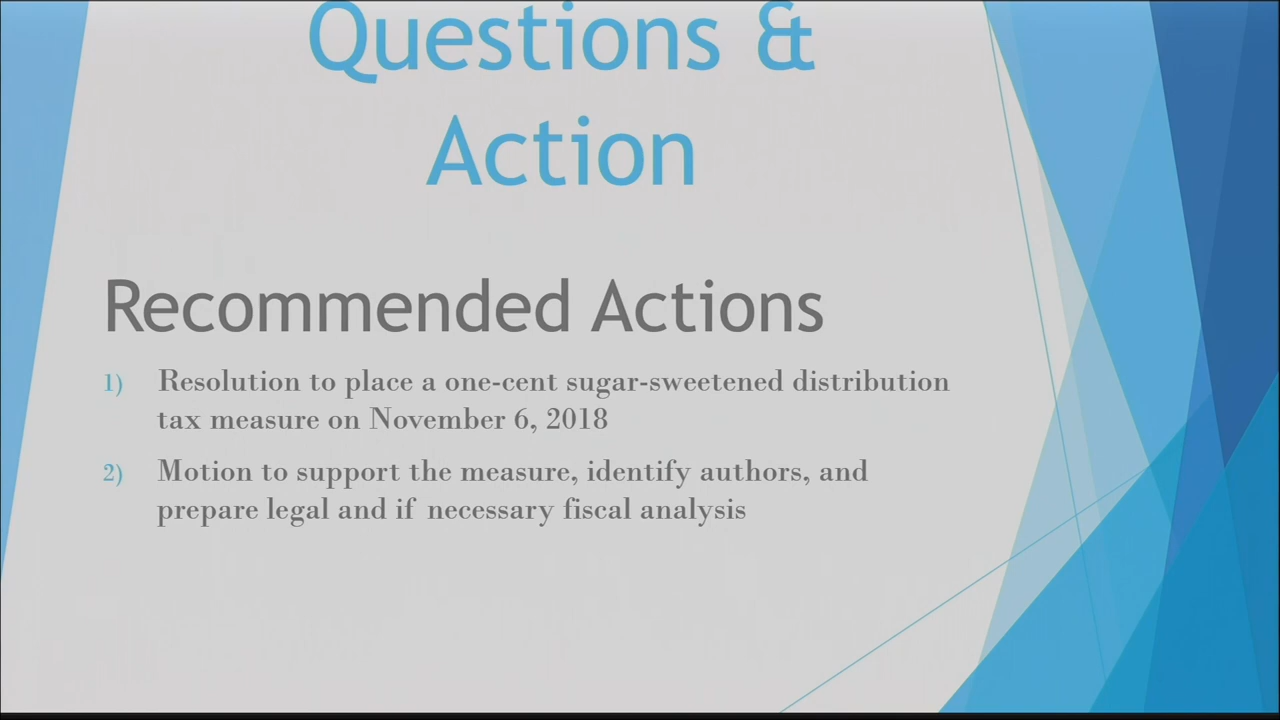 Questions &
Action
Recommended Actions
1) Resolution to place a one-cent sugar-sweetened distribution
tax measure on November 6, 2018
2) Motion to support the measure, identify authors, and
prepare legal and if necessary fiscal analysis